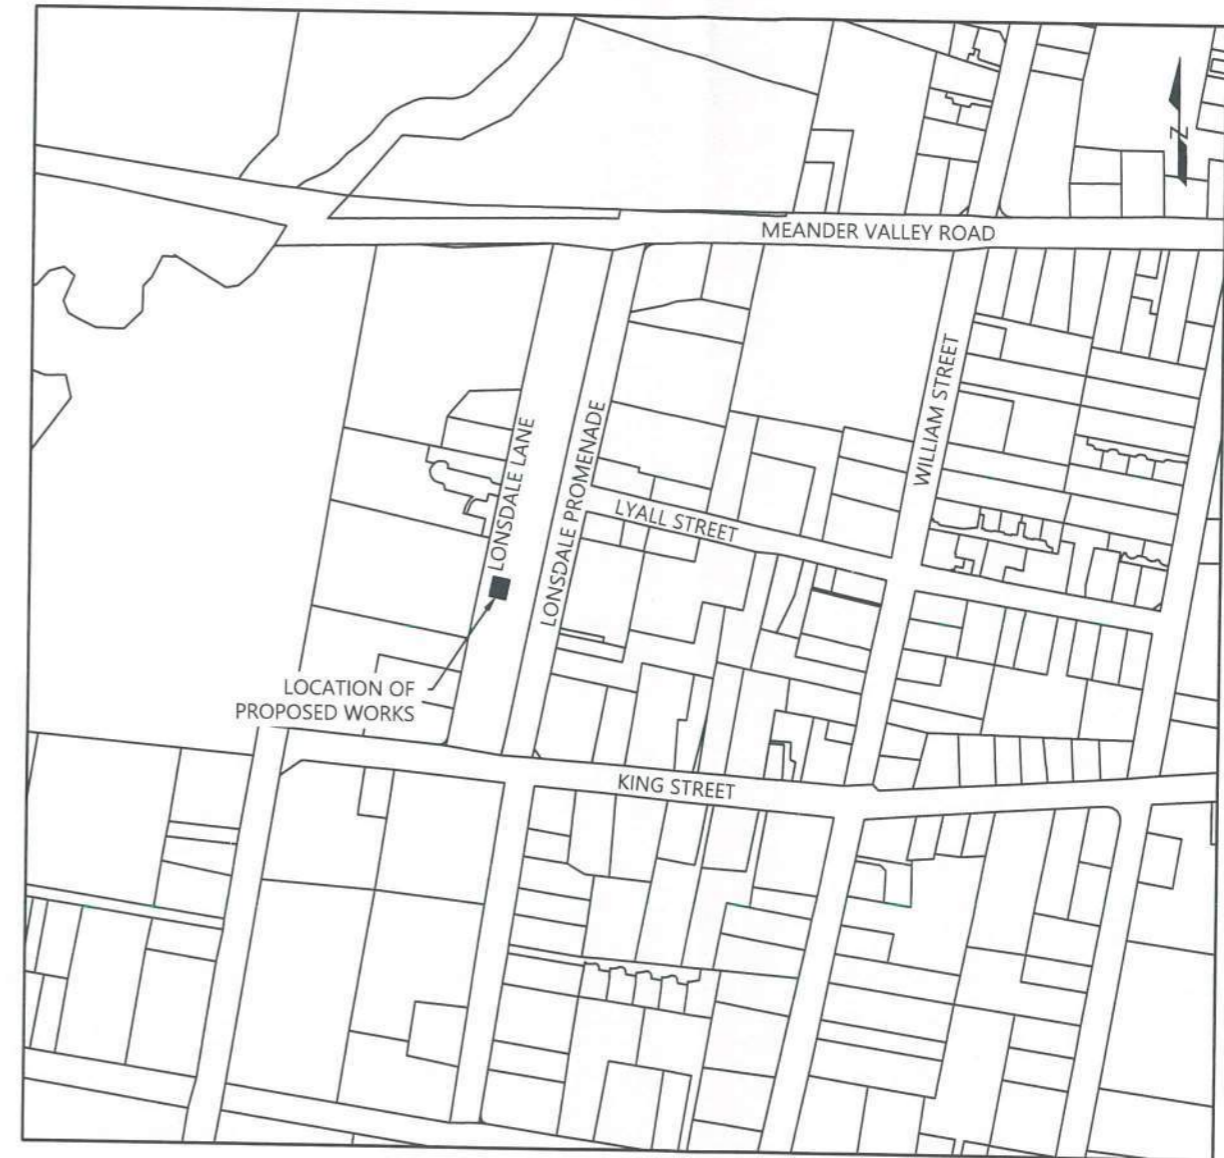 Z
MEANDER VALLEY ROAD
WILLIAM STREET
LONSDALE LANE
LONSDALE PROMENADE
LYALL STREET
LOCATION OF
PROPOSED WORKS
KING STREET